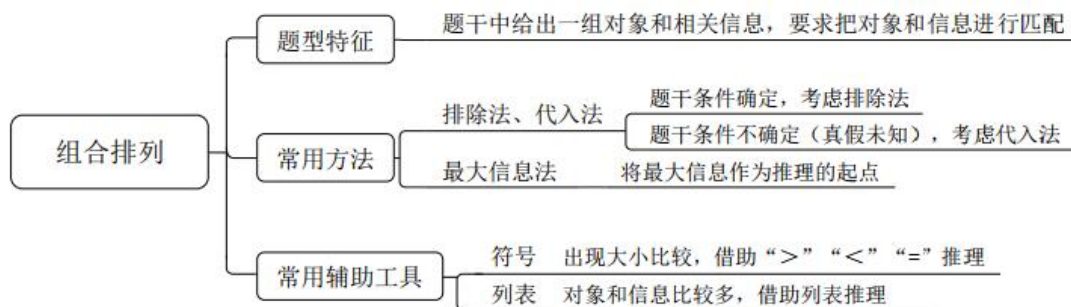 组合排列
题型特征
题干中给出一组对象和相关信息，要求把对象和信息进行匹配
常用方法
排除法、代入法
题干条件确定，考虑排除法
题干条件不确定（真假未知），考虑代入法
最大信息法
将最大信息作为推理的起点
常用辅助工具
符号
出现大小比较，借助“＞”“＜”“=”推理
列表
对象和信息比较多，借助列表推理